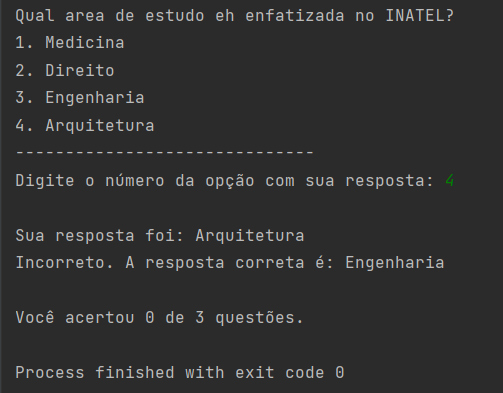 Qual area de estudo eh enfatizada no INATEL?
1. Medicina
2. Direito
3. Engenharia
4. Arquitetura
------------------------------
Digite o número da opção com sua resposta: 4
Sua resposta foi: Arquitetura
Incorreto. A resposta correta é: Engenharia
Você acertou 0 de 3 questões.
Process finished with exit code 0